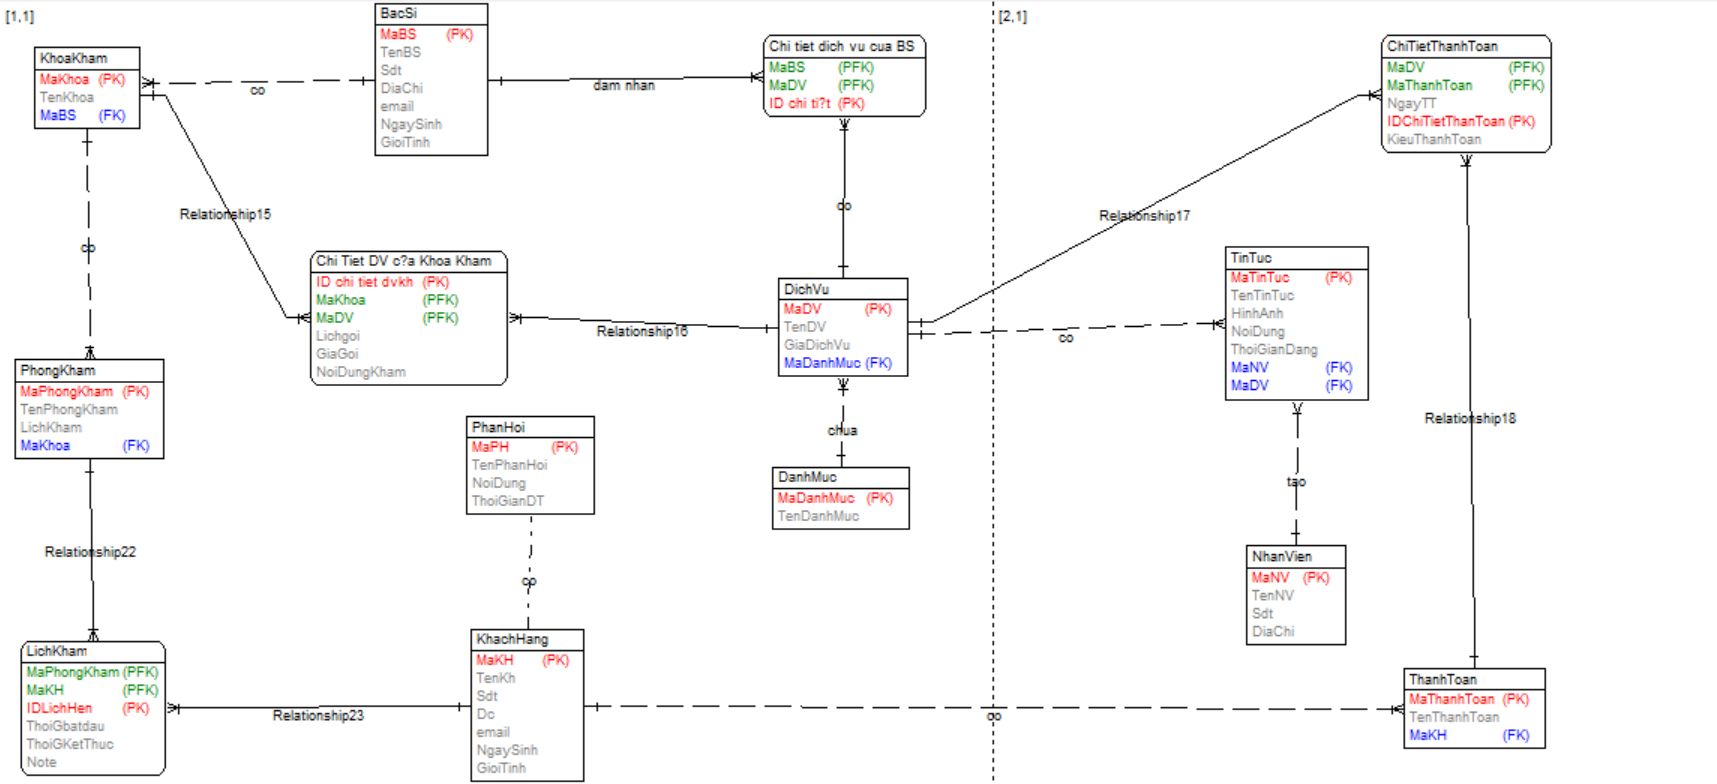 [1,1]
[2,1]
BacSi
MaBS (PK)
TenBS
Sdt
DiaChi
email
NgaySinh
GioiTinh
KhoaKham
MaKhoa (PK)
TenKhoa
MaBS (FK)
co
dam nhan
Chi tiet dich vu cua BS
MaBS (PFK)
MaDV (PFK)
ID chi ti?t (PK)
ChiTietThanhToan
MaDV (PFK)
MaThanhToan (PFK)
NgayTT
IDChiTietThanToan (PK)
KieuThanhToan
Relationship15
co
co
Relationship17
Chi Tiet DV c?a Khoa Kham
ID chi tiet dvkh (PK)
MaKhoa (PFK)
MaDV (PFK)
Lichgoi
GiaGoi
NoiDungKham
Relationship16
DichVu
MaDV (PK)
TenDV
GiaDichVu
MaDanhMuc (FK)
co
TinTuc
MaTinTuc (PK)
TenTinTuc
HinhAnh
NoiDung
ThoiGianDang
MaNV (FK)
MaDV (FK)
PhongKham
MaPhongKham (PK)
TenPhongKham
LichKham
MaKhoa (FK)
PhanHoi
MaPH (PK)
TenPhanHoi
NoiDung
ThoiGianDT
chua
DanhMuc
MaDanhMuc (PK)
TenDanhMuc
Relationship18
tao
NhanVien
MaNV (PK)
TenNV
Sdt
DiaChi
Relationship22
co
LichKham
MaPhongKham (PFK)
MaKH (PFK)
IDLichHen (PK)
ThoiGbatdau
ThoiGKetThuc
Note
Relationship23
KhachHang
MaKH (PK)
TenKh
Sdt
Dc
email
NgaySinh
GioiTinh
co
ThanhToan
MaThanhToan (PK)
TenThanhToan
MaKH (FK)